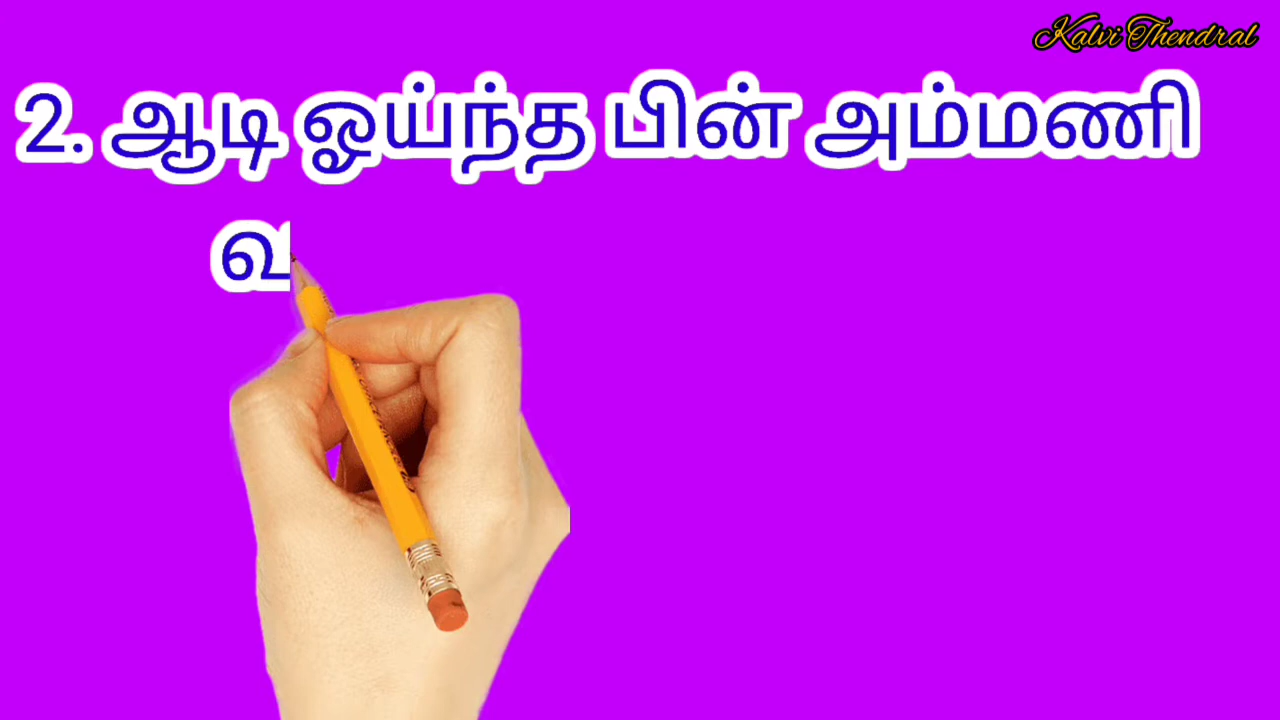 Kalvi Thendral
2. ஆடி ஓய்ந்த பின் அம்மணி